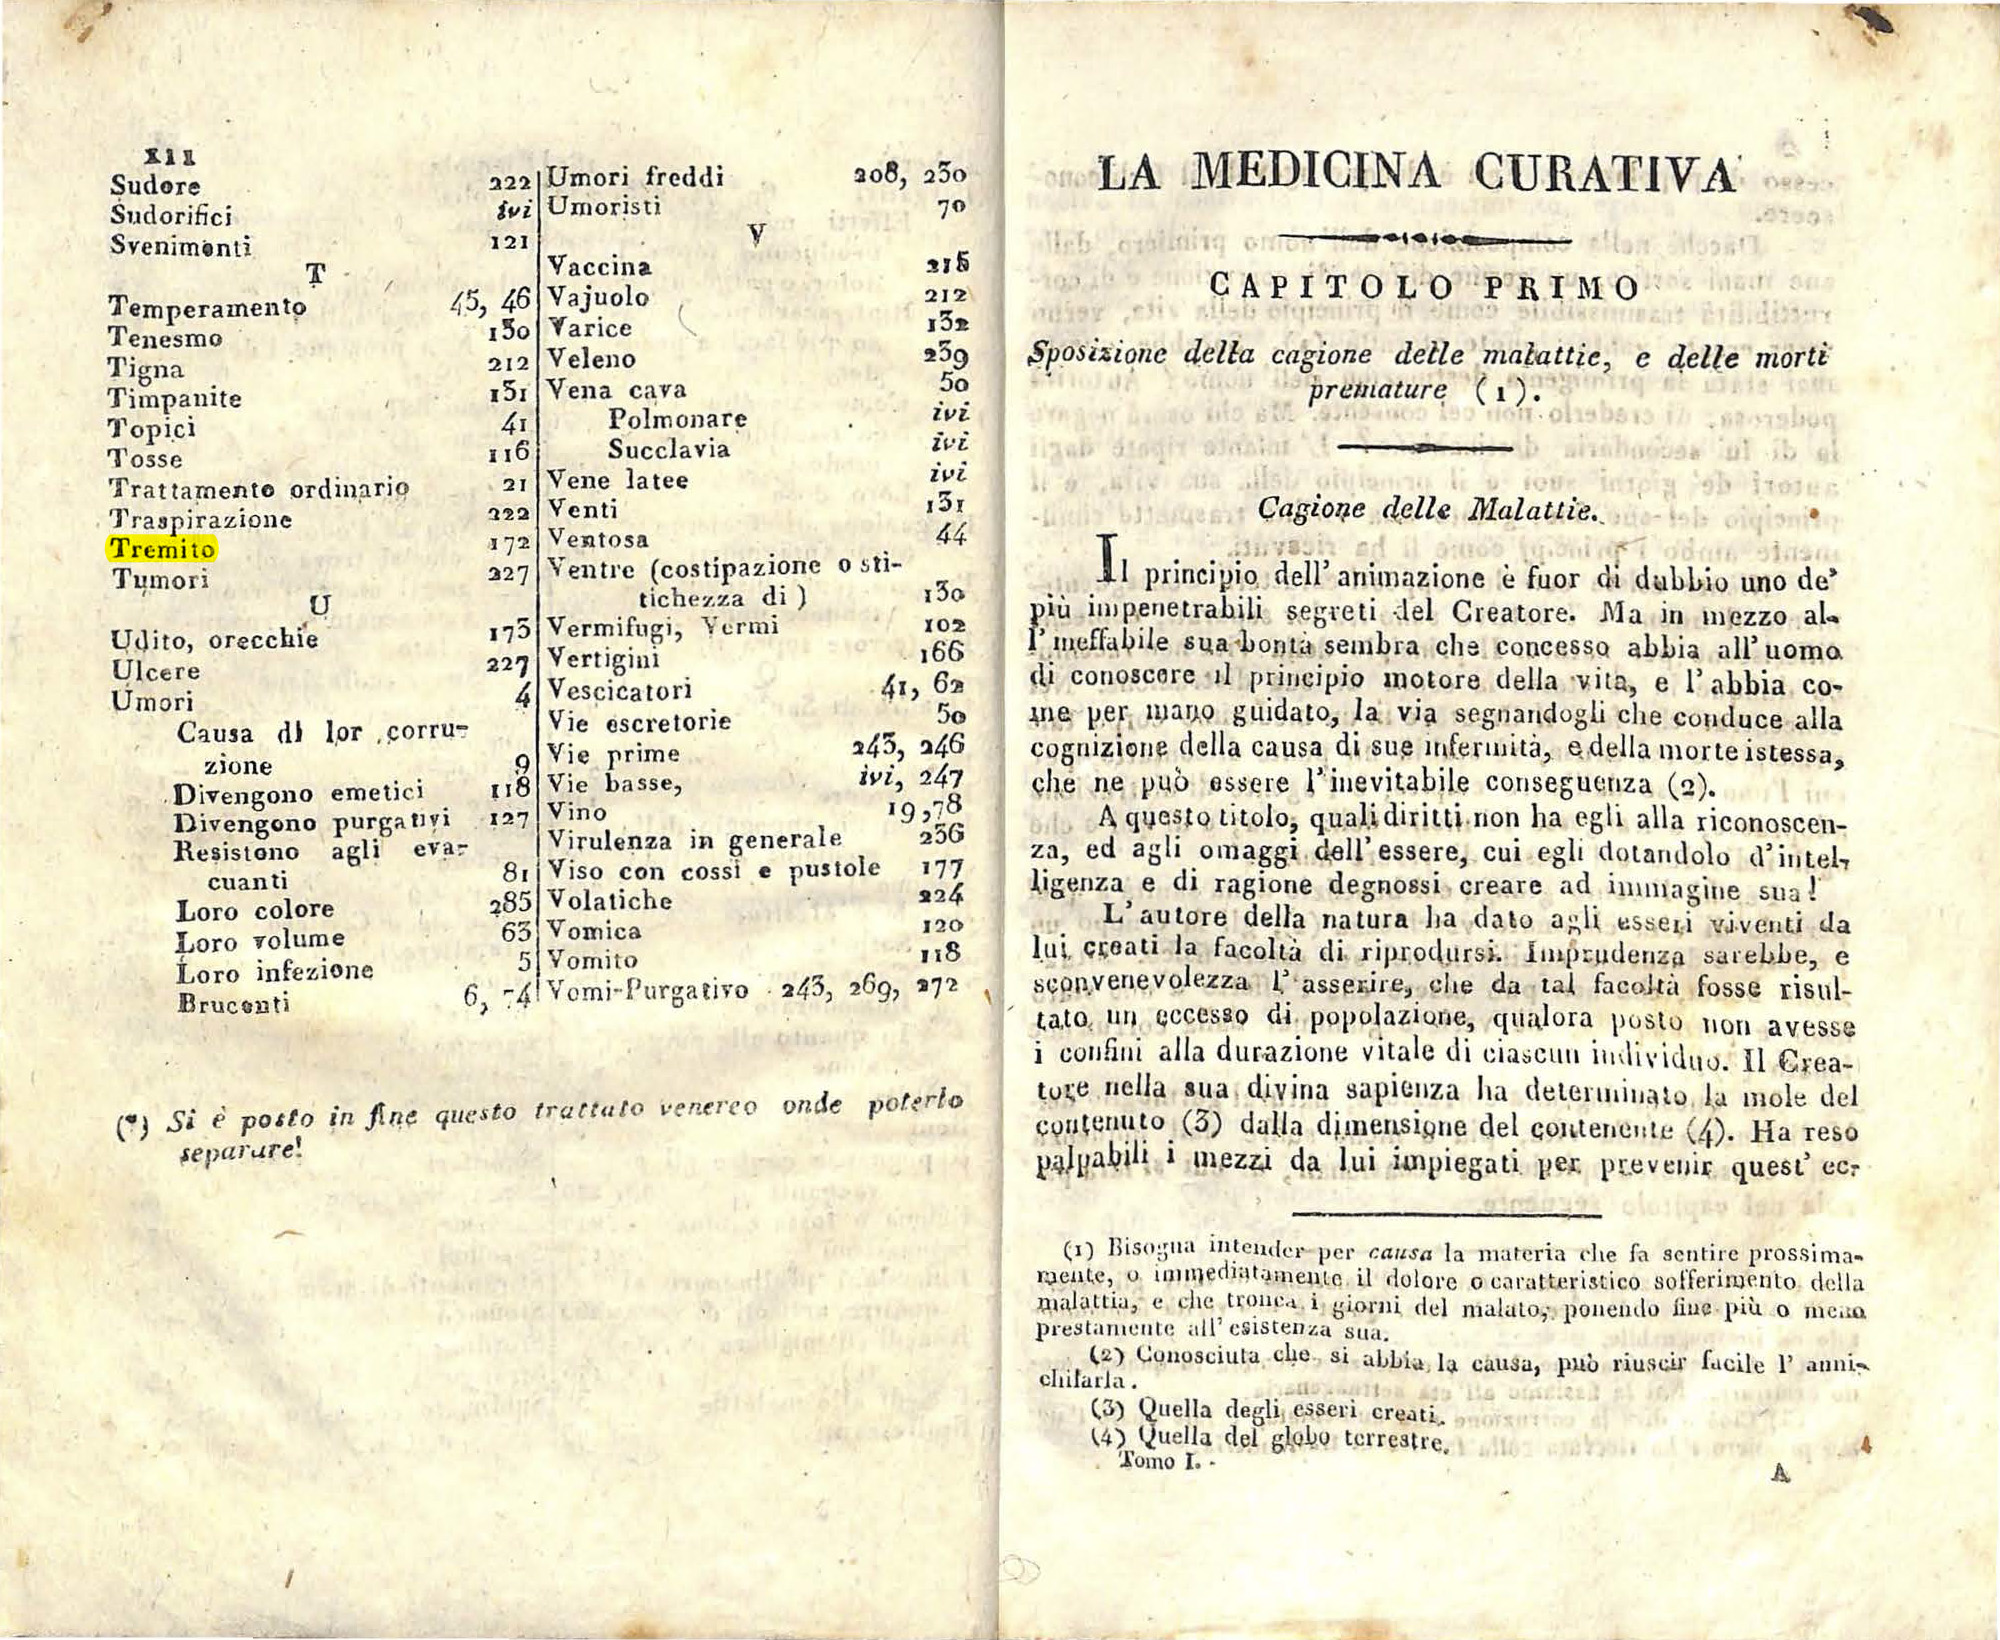 XII
Sudore 222
Sudorifici ivi
Svenimenti 121
T
Temperamento 45, 46
Tenesmo 130
Tigna 212
Timpanite 131
Topici 41
Tosse 116
Trattamento ordinario 21
Traspirazione 222
Tremito 172
Tumori 227
U
Udito, orecchie 173
Ulcere 227
Umori 4
Causa di lor corru-
zione 9
Divengono emetici 118
Divengono purgativi 127
Resistono agli eva-
cuanti 81
Loro colore 285
Loro volume 63
Loro infezione 5
Brucenti 6, 74
Umori freddi 208, 230
Umoristi 70
V
Vaccina 215
Vajuolo 212
Varice 132
Veleno 239
Vena cava 50
Polmonare ivi
Succlavia ivi
Vene latee ivi
Venti 131
Ventosa 44
Ventre (costipazione o sti-
tichezza di) 130
Vermifugi, Vermi 102
Vertigini 166
Vescicatori 41, 62
Vie escretorie 50
Vie prime 243, 246
Vie basse, ivi, 247
Vino 19,78
Virulenza in generale 236
Viso con cossi e pustole 177
Volatiche 224
Vomica 120
Vomito 118
Vomi-Purgativo 243, 269, 272
(*) Si è posto in fine questo trattato venereo onde poterlo
separare!
LA MEDICINA CURATIVA
CAPITOLO PRIMO
Sposizione della cagione delle malattie, e delle morti
premature (1).
Cagione delle Malattie.
Il principio dell' animazione è fuor di dubbio uno de'
più impenetrabili segreti del Creatore. Ma in mezzo al-
l' ineffabile sua bontà sembra che concesso abbia all' uomo
di conoscere il principio motore della vita, e l' abbia co-
me per mano guidato, la via segnandogli che conduce alla
cognizione della causa di sue infermità, e della morte istessa,
che ne può essere l' inevitabile conseguenza (2).
A questo titolo, quali diritti non ha egli alla riconoscen-
za, ed agli omaggi dell' essere, cui egli dotandolo d' intel-
ligenza e di ragione degnossi creare ad immagine sua!
L' autore della natura ha dato agli esseri viventi da
lui creati la facoltà di riprodursi. Imprudenza sarebbe, e
sconvenevolezza l' asserire, che da tal facoltà fosse risul-
tato un eccesso di popolazione, qualora posto non avesse
i confini alla durazione vitale di ciascun individuo. Il Crea-
tore nella sua divina sapienza ha determinato la mole del
contenuto (3) dalla dimensione del contenente (4). Ha reso
palpabili i mezzi da lui impiegati per prevenir quest' ec-
(1) Bisogna intender per causa la materia che fa sentire prossima-
mente, o immediatamente il dolore o caratteristico sofferimento della
malattia, e che tronca i giorni del malato, ponendo fine più o meno
prestamente all' esistenza sua.
(2) Conosciuta che si abbia la causa, può riuscir facile l' anni-
chilarla.
(3) Quella degli esseri creati.
(4) Quella del globo terrestre.
Tomo I. A